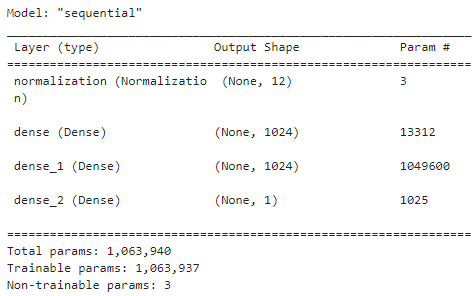 Model: "sequential"
_________________________________________________________________
Layer (type) Output Shape Param #
=================================================================
normalization (Normalizatio (None, 12) 3
n)
dense (Dense) (None, 1024) 13312
dense_1 (Dense) (None, 1024) 1049600
dense_2 (Dense) (None, 1) 1025
=================================================================
Total params: 1,063,940
Trainable params: 1,063,937
Non-trainable params: 3